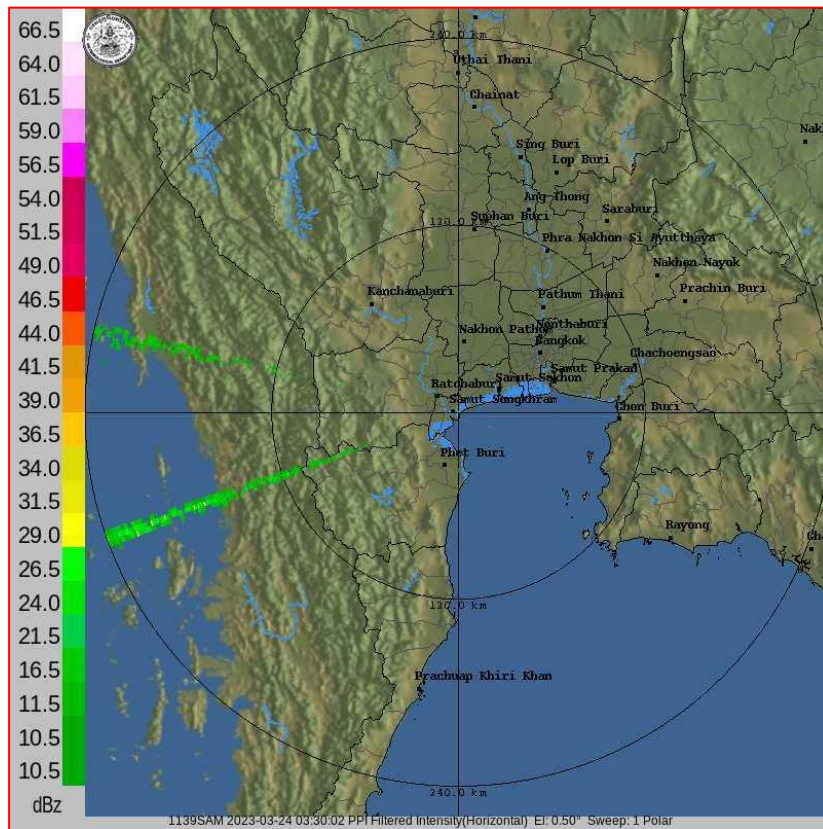 66.5
64.0
61.5
59.0
56.5
54.0
51.5
49.0
46.5
44.0
41.5
39.0
36.5
34.0
31.5
29.0
26.5
24.0
21.5
16.5
11.5
10.5
10.5
dBz
240.0 km
Uthai Thani
Chainat
Sing Buri
Lop Buri
Ang Thong
Saraburi
120.0 km
Suphan Buri
Phra Nakhon Si Ayutthaya
Nakhon Nayok
Kanchanaburi
Prachin Buri
Pathum Thani
Nakhon Pathom
Nonthaburi
Bangkok
Chachoengsao
Samut Prakan
Samut Sakhon
Ratchaburi
Samut Songkhram
Chon Buri
Phet Buri
Rayong
120.0 km
Prachuap Khiri Khan
240.0 km
1139SAM 2023-03-24 03:30:02 PPI Filtered Intensity(Horizontal) El: 0.50° Sweep: 1 Polar